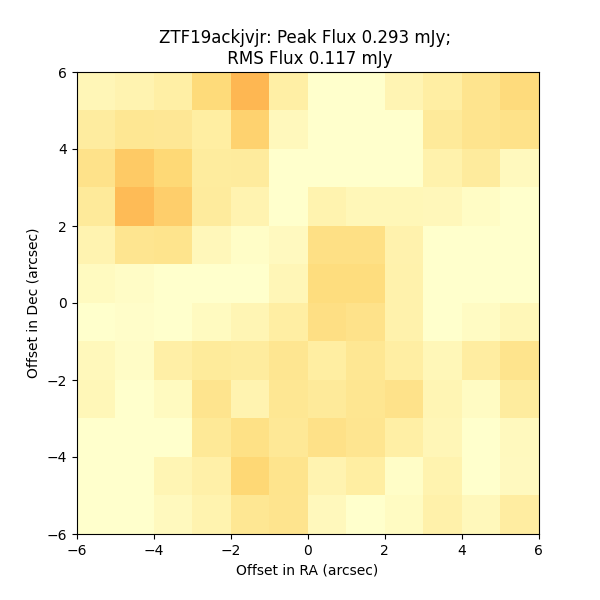 ZTF19ackjvjr: Peak Flux 0.293 mJy;
RMS Flux 0.117 mJy
6
4
2
0
−2
−4
−6
Offset in Dec (arcsec)
−6 −4 −2 0 2 4 6
Offset in RA (arcsec)